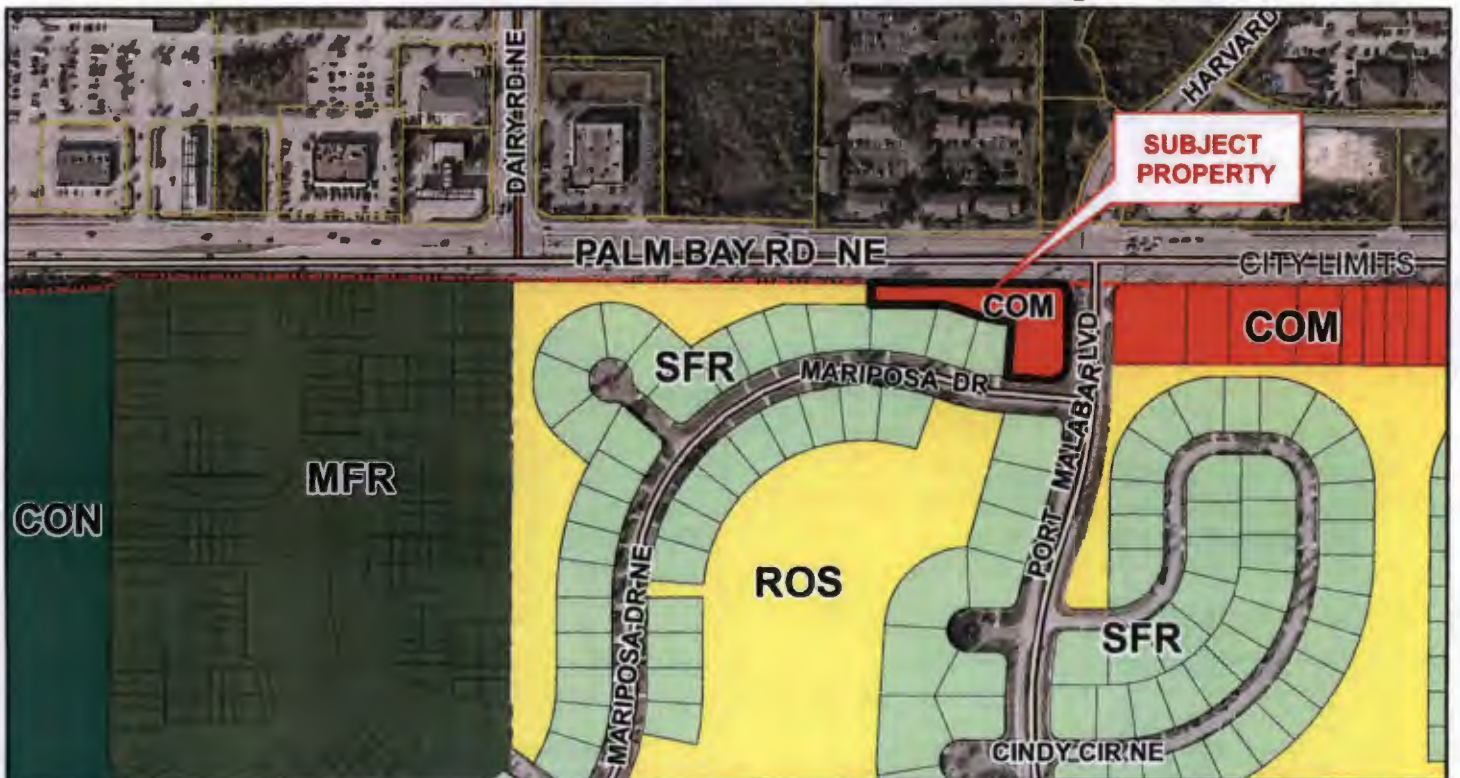 DAIRY RD NE
HARVARD
SUBJECT
PROPERTY
PALM BAY RD NE
CITY LIMITS
COM
COM
SFR
MARIPOSA DR
PORT MALABAR LVD
MFR
CON
ROS
MARIPOSA DR NE
SFR
CINDY CIR NE